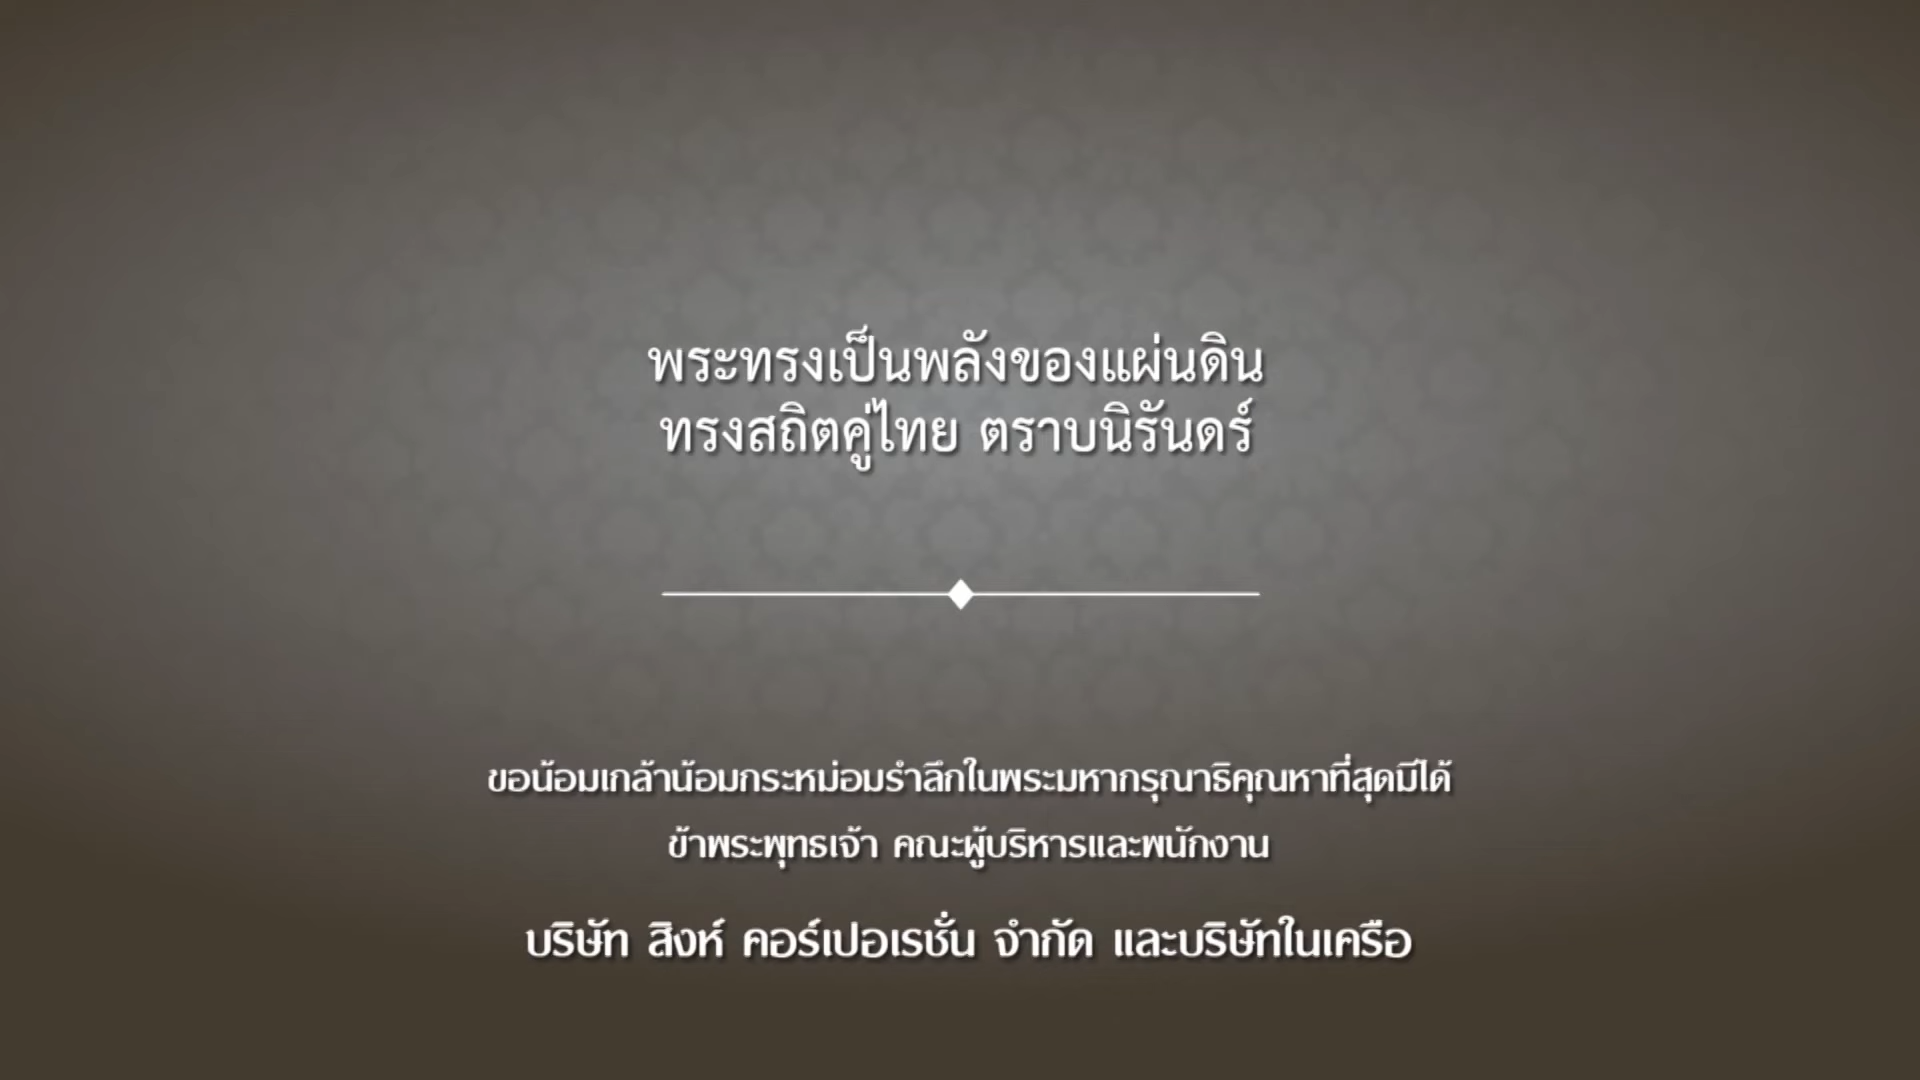 พระทรงเป็นพลังของแผ่นดิน
ทรงสถิตคู่ไทย ตราบนิรันดร์
ขอน้อมเกล้าน้อมกระหม่อมรำลึกในพระมหากรุณาธิคุณหาที่สุดมิได้
ข้าพระพุทธเจ้า คณะผู้บริหารและพนักงาน
บริษัท สิงห์ คอร์เปอเรชั่น จำกัด และบริษัทในเครือ